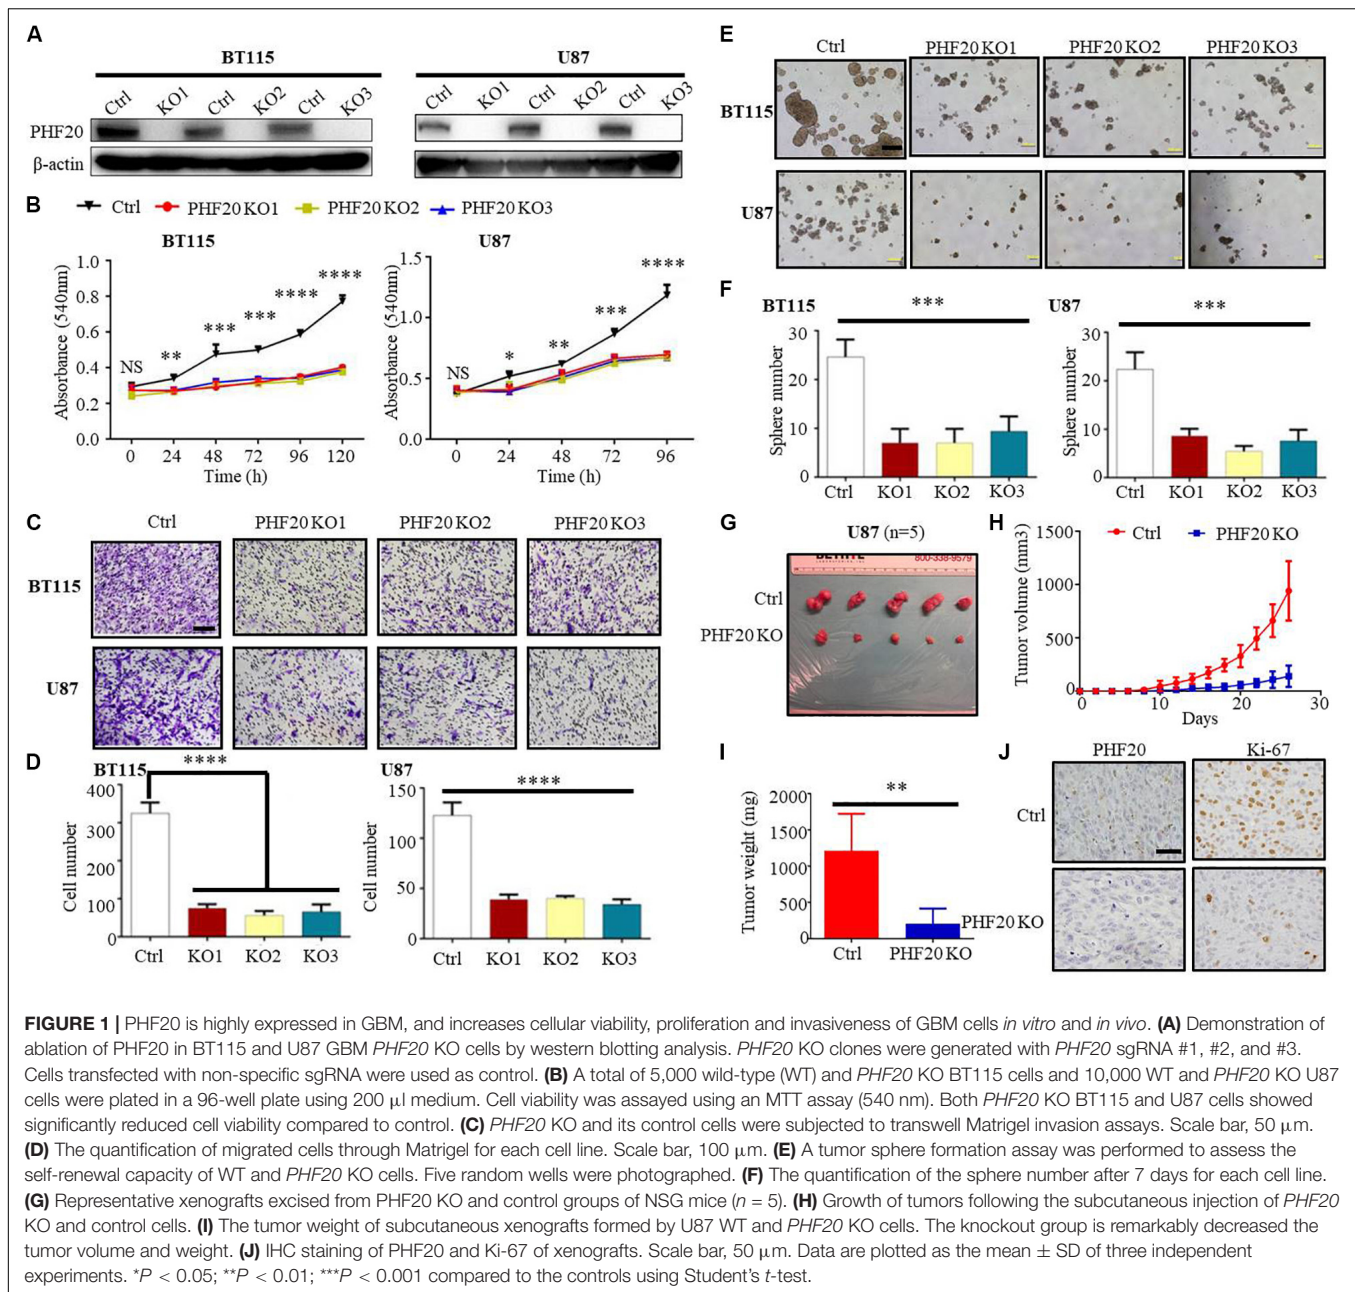 A
BT115
U87
Ctrl KO1 Ctrl KO2 Ctrl KO3
Ctrl KO1 Ctrl KO2 Ctrl KO3
PHF20
β-actin
B
Ctrl PHF20 KO1 PHF20 KO2 PHF20 KO3
BT115
Absorbance (540nm)
1.0
0.8
0.6
0.4
0.2
0.0
NS ** *** *** **** ****
0 24 48 72 96 120
Time (h)
U87
Absorbance (540nm)
1.5
1.0
0.5
0.0
NS * ** *** ****
0 24 48 72 96
Time (h)
C
Ctrl PHF20 KO1 PHF20 KO2 PHF20 KO3
BT115
U87
D
BT115
****
Cell number
400
300
200
100
0
Ctrl KO1 KO2 KO3
U87
****
Cell number
150
100
50
0
Ctrl KO1 KO2 KO3
E
Ctrl PHF20 KO1 PHF20 KO2 PHF20 KO3
BT115
U87
F
BT115
***
Sphere number
30
20
10
0
Ctrl KO1 KO2 KO3
U87
***
Sphere number
30
20
10
0
Ctrl KO1 KO2 KO3
G
U87 (n=5)
800-338-9579
Ctrl
PHF20 KO
H
Ctrl PHF20 KO
Tumor volume (mm3)
1000
500
0
0 10 20 30
Days
I
**
Tumor weight (mg)
2000
1500
1000
500
0
Ctrl PHF20 KO
J
PHF20 Ki-67
Ctrl
PHF20 KO
FIGURE 1 | PHF20 is highly expressed in GBM, and increases cellular viability, proliferation and invasiveness of GBM cells in vitro and in vivo. (A) Demonstration of
ablation of PHF20 in BT115 and U87 GBM PHF20 KO cells by western blotting analysis. PHF20 KO clones were generated with PHF20 sgRNA #1, #2, and #3.
Cells transfected with non-specific sgRNA were used as control. (B) A total of 5,000 wild-type (WT) and PHF20 KO BT115 cells and 10,000 WT and PHF20 KO U87
cells were plated in a 96-well plate using 200 μl medium. Cell viability was assayed using an MTT assay (540 nm). Both PHF20 KO BT115 and U87 cells showed
significantly reduced cell viability compared to control. (C) PHF20 KO and its control cells were subjected to transwell Matrigel invasion assays. Scale bar, 50 μm.
(D) The quantification of migrated cells through Matrigel for each cell line. Scale bar, 100 μm. (E) A tumor sphere formation assay was performed to assess the
self-renewal capacity of WT and PHF20 KO cells. Five random wells were photographed. (F) The quantification of the sphere number after 7 days for each cell line.
(G) Representative xenografts excised from PHF20 KO and control groups of NSG mice (n = 5). (H) Growth of tumors following the subcutaneous injection of PHF20
KO and control cells. (I) The tumor weight of subcutaneous xenografts formed by U87 WT and PHF20 KO cells. The knockout group is remarkably decreased the
tumor volume and weight. (J) IHC staining of PHF20 and Ki-67 of xenografts. Scale bar, 50 μm. Data are plotted as the mean ± SD of three independent
experiments. *P < 0.05; **P < 0.01; ***P < 0.001 compared to the controls using Student's t-test.